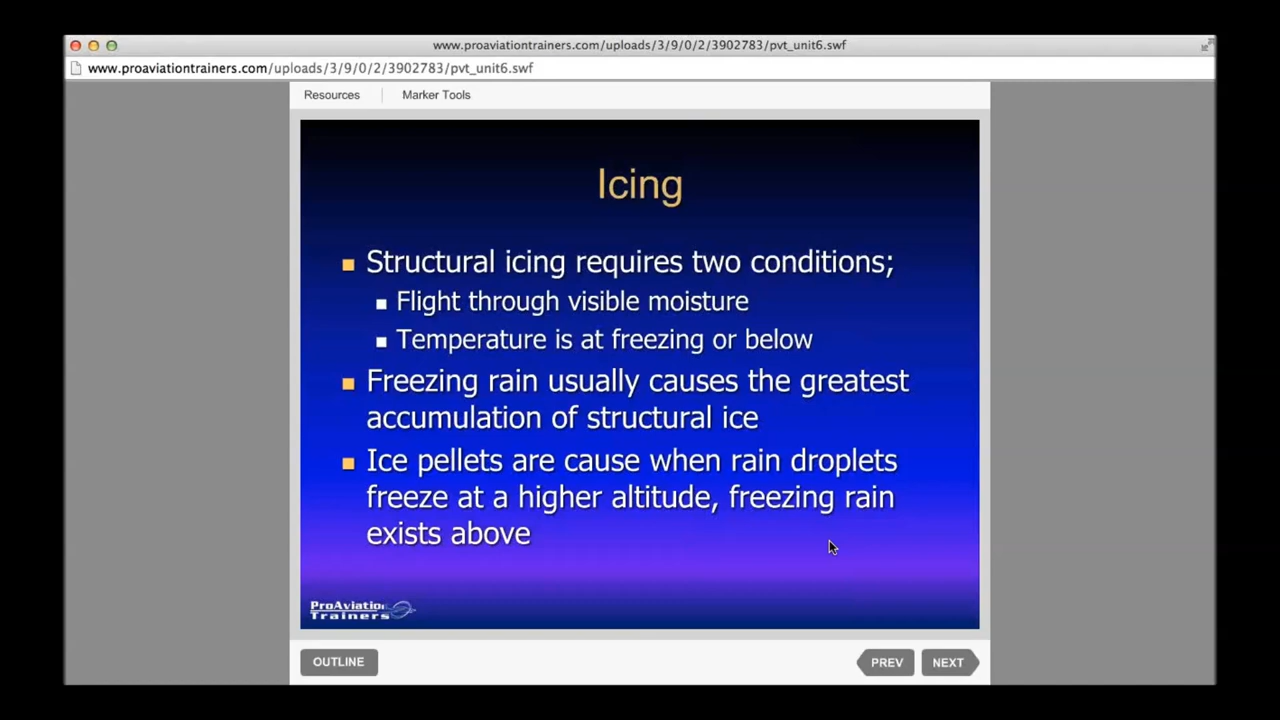 www.proaviationtrainers.com/uploads/3/9/0/2/3902783/pvt_unit6.swf
www.proaviationtrainers.com/uploads/3/9/0/2/3902783/pvt_unit6.swf
Resources
Marker Tools
Icing
Structural icing requires two conditions;
Flight through visible moisture
Temperature is at freezing or below
Freezing rain usually causes the greatest
accumulation of structural ice
Ice pellets are cause when rain droplets
freeze at a higher altitude, freezing rain
exists above
ProAviation
Trainers
OUTLINE
PREV
NEXT